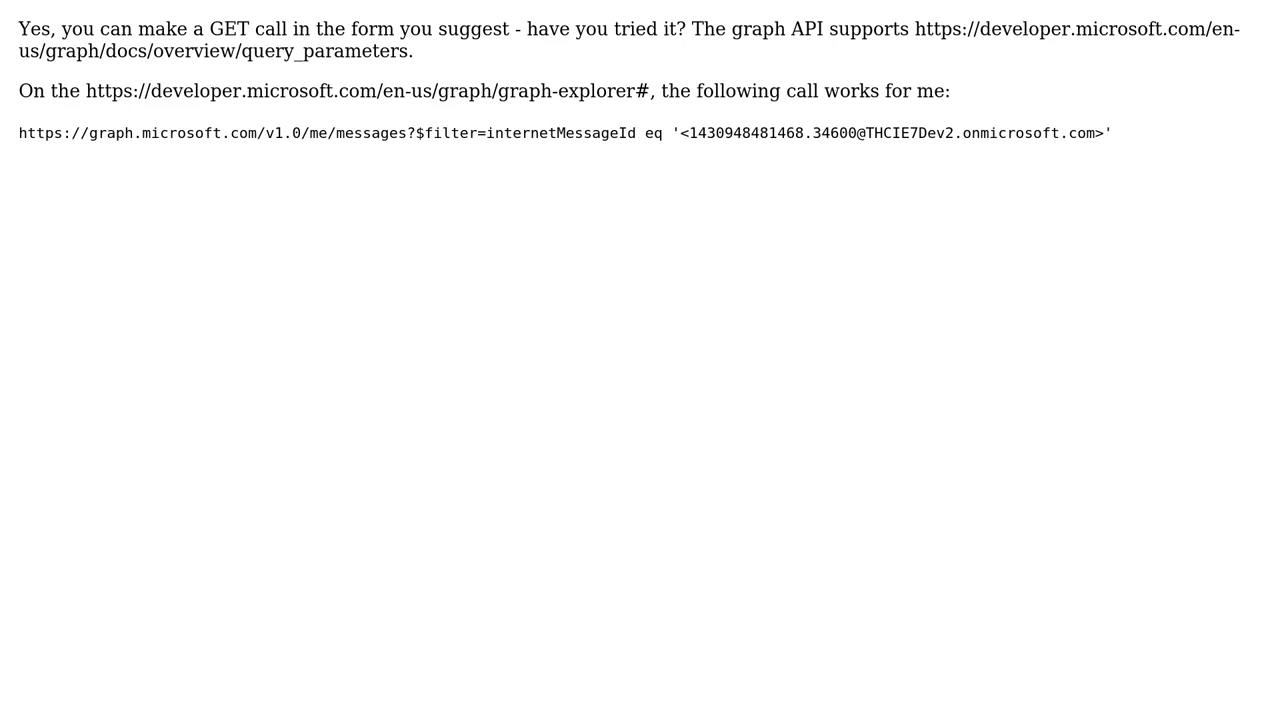 Yes, you can make a GET call in the form you suggest - have you tried it? The graph API supports https://developer.microsoft.com/en-
us/graph/docs/overview/query_parameters.
On the https://developer.microsoft.com/en-us/graph/graph-explorer#, the following call works for me:
https://graph.microsoft.com/v1.0/me/messages?$filter=internetMessageId eq '<1430948481468.34600@THCIE7Dev2.onmicrosoft.com>'